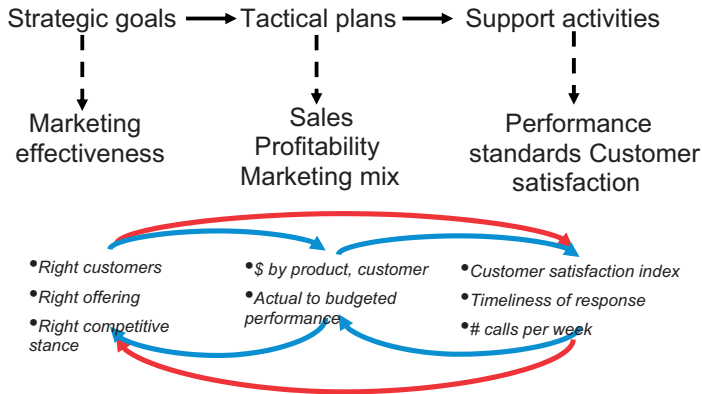 Strategic goals
Tactical plans
Support activities
Marketing
effectiveness
Sales
Profitability
Marketing mix
Performance
standards Customer
satisfaction
•Right customers
•Right offering
•Right competitive
stance
•$ by product, customer
•Actual to budgeted
performance
•Customer satisfaction index
•Timeliness of response
•# calls per week